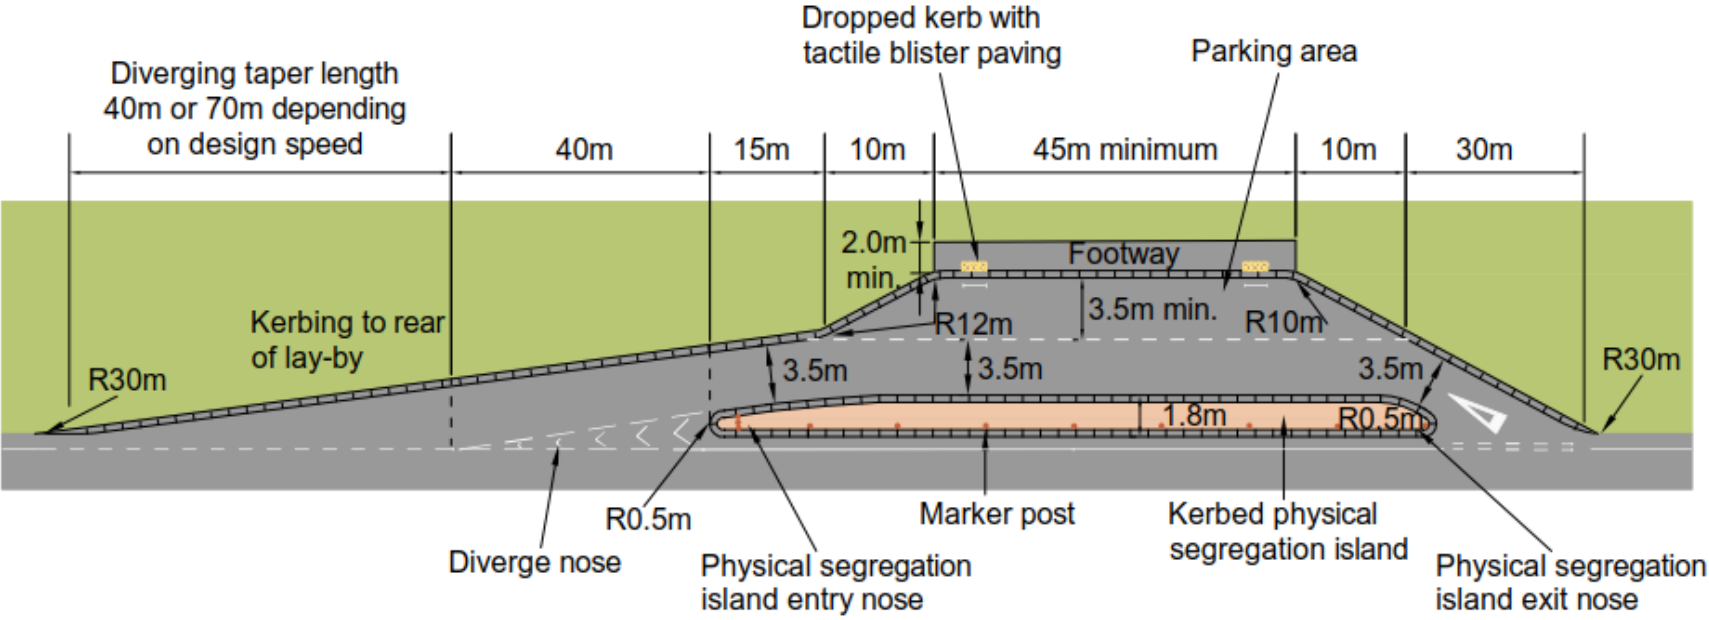 Dropped kerb with
tactile blister paving
Parking area
Diverging taper length
40m or 70m depending
on design speed
40m
15m
10m
45m minimum
10m
30m
2.0m
min.
Footway
Kerbing to rear
of lay-by
R30m
3.5m min.
R12m
R10m
3.5m
3.5m
3.5m
R30m
1.8m
R0.5m
R0.5m
Marker post
Kerbed physical
segregation island
Diverge nose
Physical segregation
island entry nose
Physical segregation
island exit nose